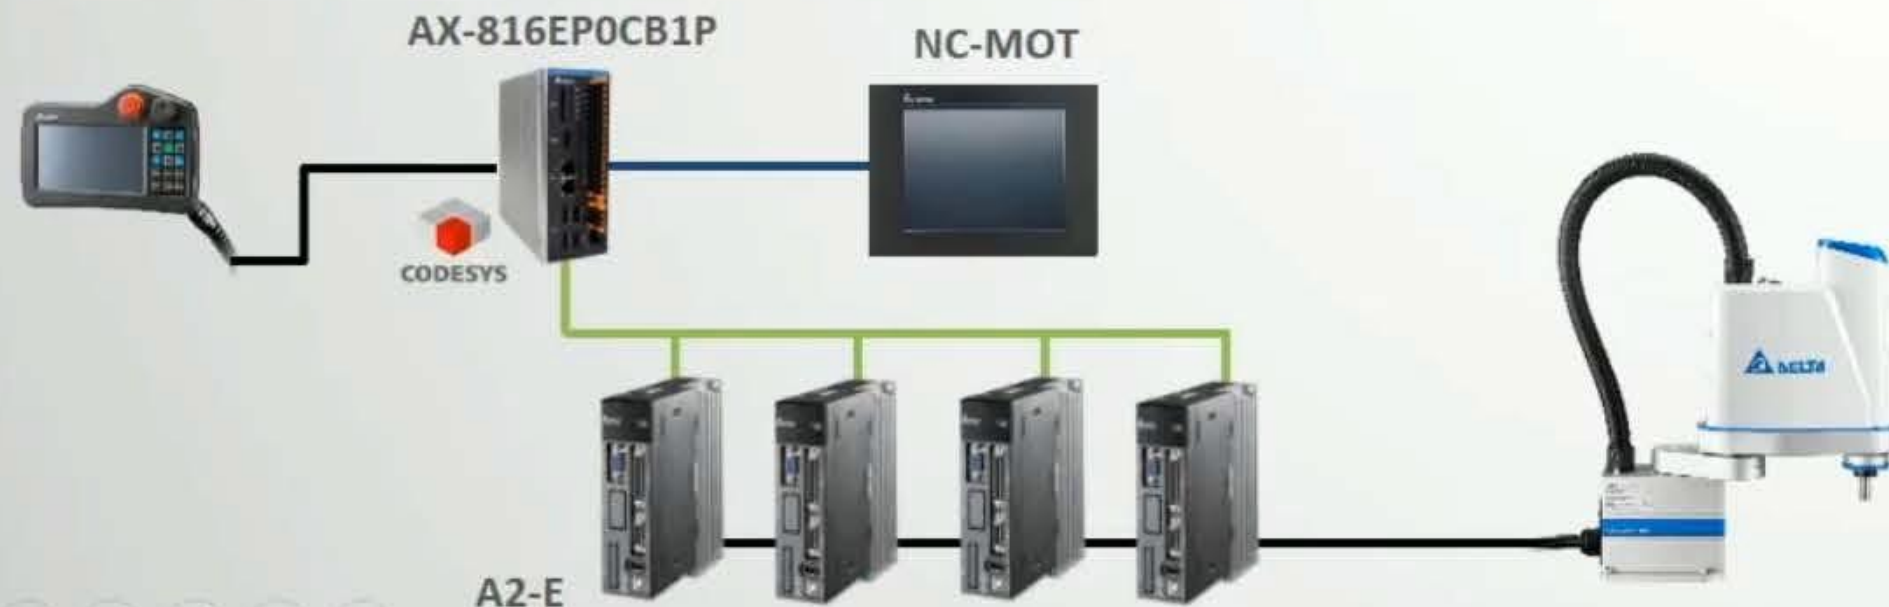 AX-816EP0CB1P
NC-MOT
CODESYS
DELTA
A2-E